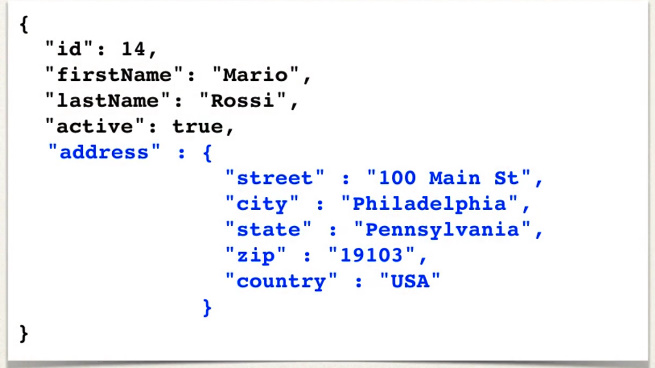 {
"id": 14,
"firstName": "Mario",
"lastName": "Rossi",
"active": true,
"address" : {
"street" : "100 Main St",
"city" : "Philadelphia",
"state" : "Pennsylvania",
"zip" : "19103",
"country" : "USA"
}
}